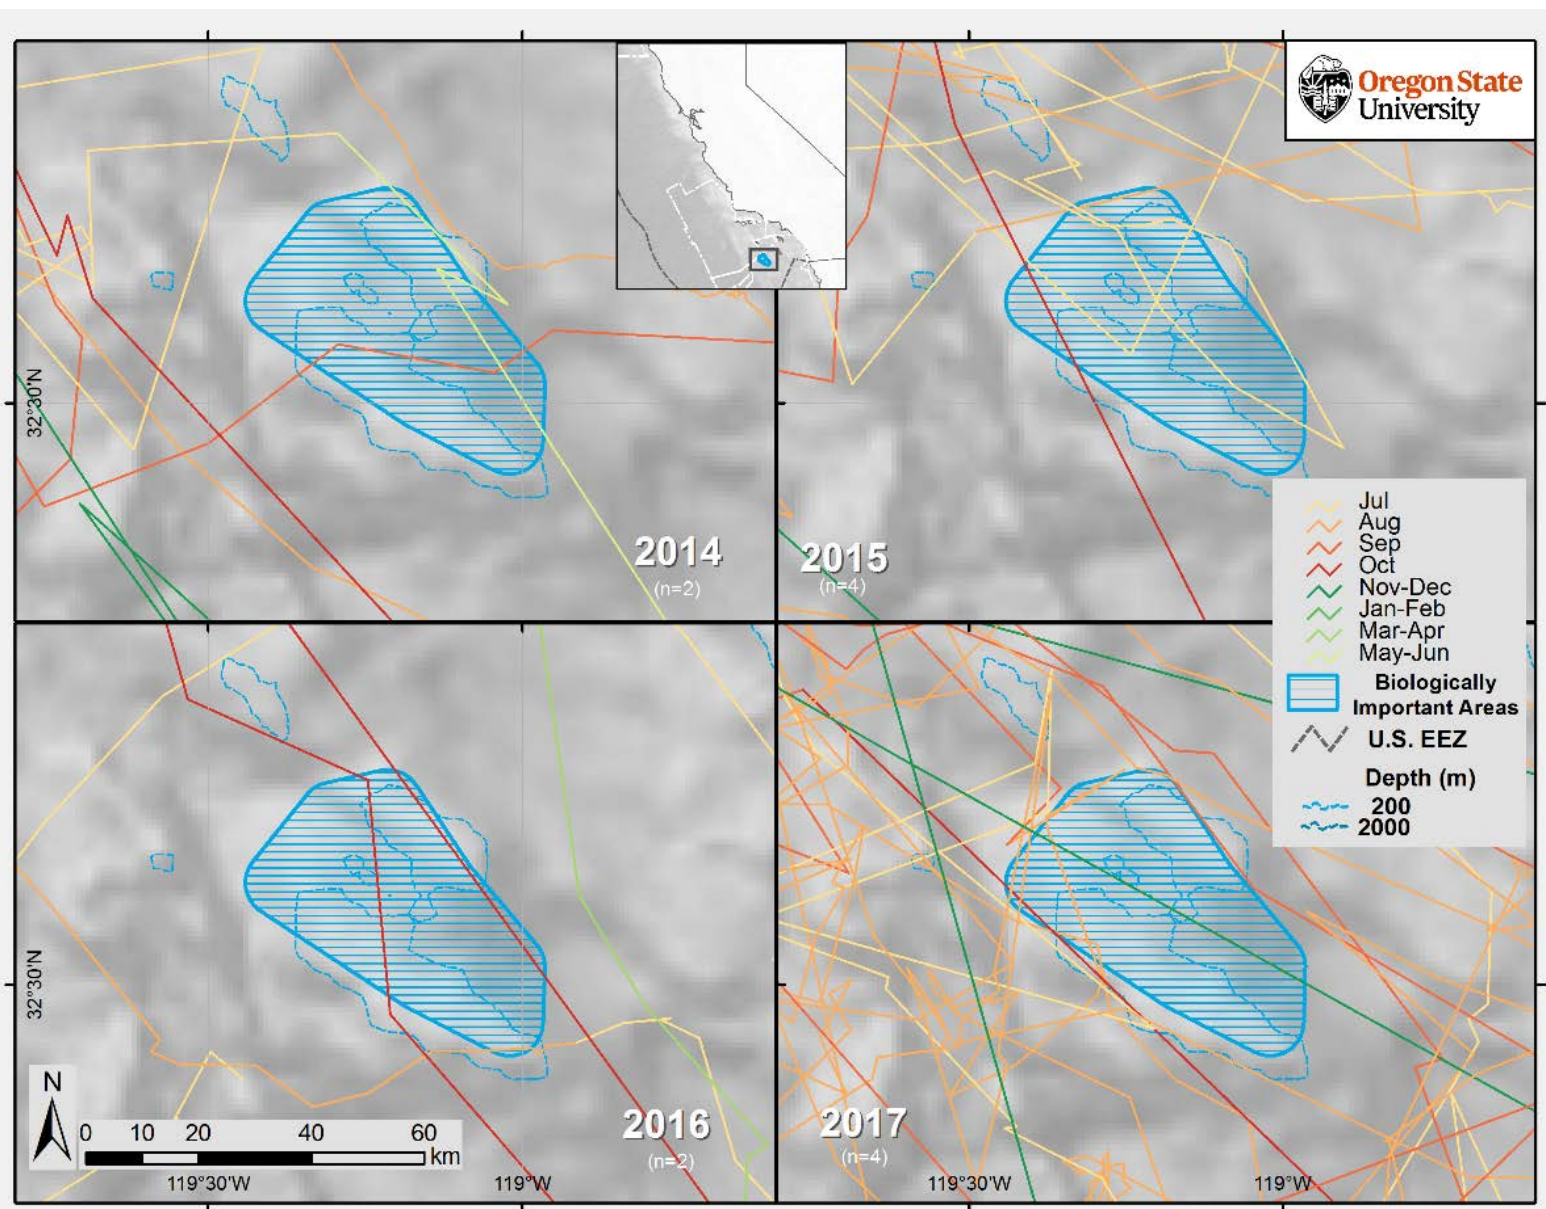 Oregon State
University
32°30'N
2014
(n=2)
2015
(n=4)
Jul
Aug
Sep
Oct
Nov-Dec
Jan-Feb
Mar-Apr
May-Jun
Biologically
Important Areas
U.S. EEZ
Depth (m)
200
2000
32°30'N
N
0 10 20 40 60
km
2016
(n=2)
2017
(n=4)
119°30'W
119°W
119°30'W
119°W